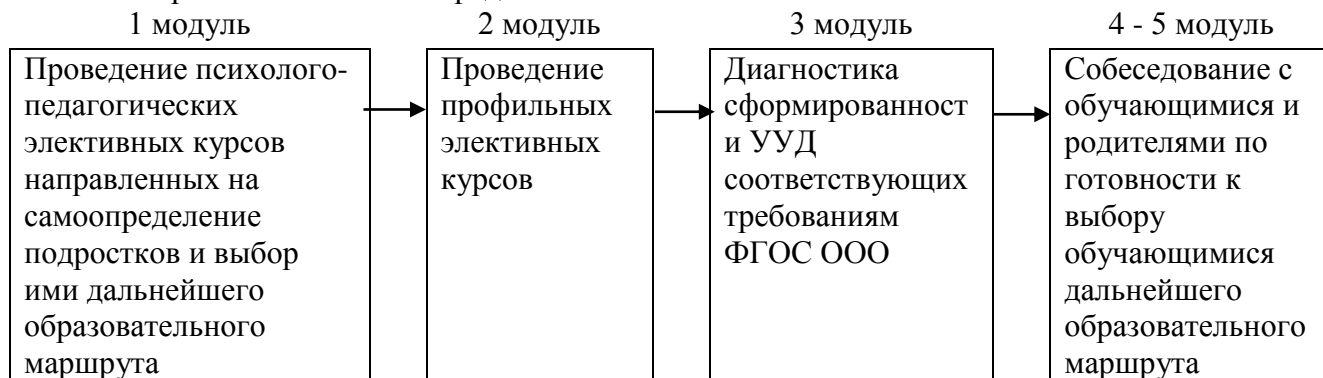 1 модуль
2 модуль
3 модуль
4 - 5 модуль
Проведение психолого-
педагогических
элективных курсов
направленных на
самоопределение
подростков и выбор
ими дальнейшего
образовательного
маршрута
Проведение
профильных
элективных
курсов
Диагностика
сформированност
и УУД
соответствующих
требованиям
ФГОС ООО
Собеседование с
обучающимися и
родителями по
готовности к
выбору
обучающимися
дальнейшего
образовательного
маршрута